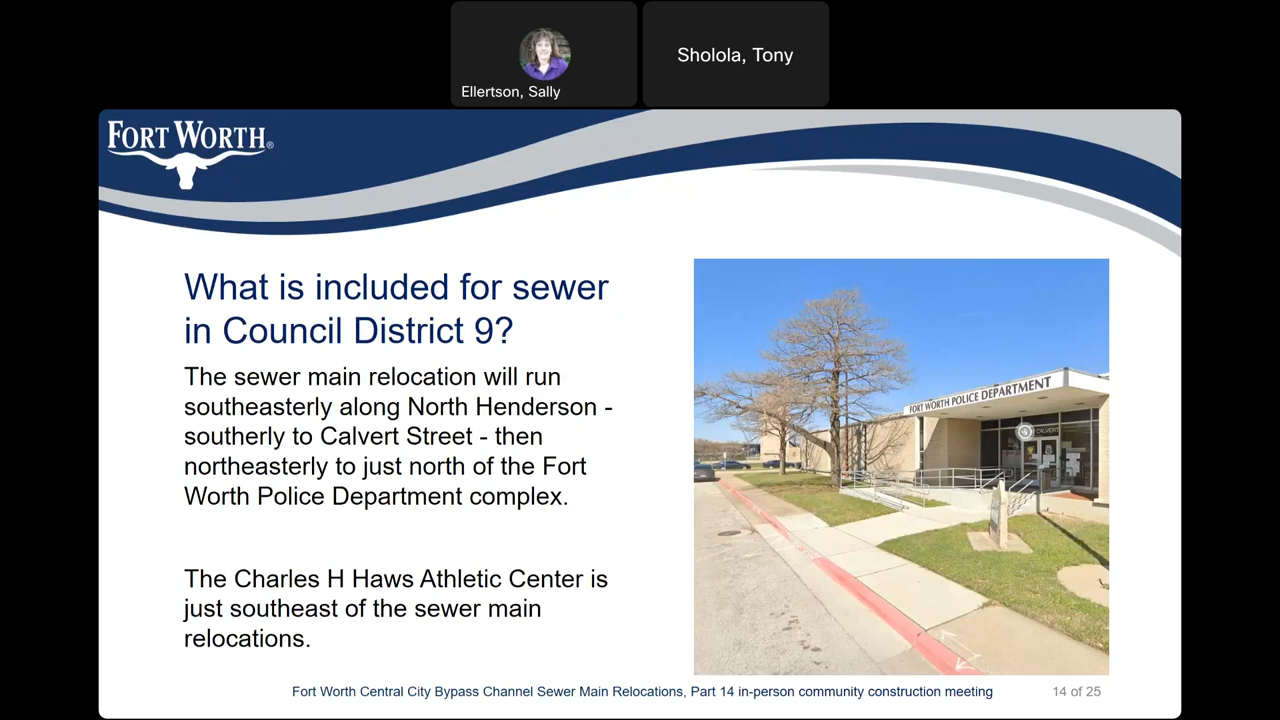 Ellertson, Sally
Sholola, Tony
FORT WORTH®
What is included for sewer
in Council District 9?
The sewer main relocation will run
southeasterly along North Henderson -
southerly to Calvert Street - then
northeasterly to just north of the Fort
Worth Police Department complex.
The Charles H Haws Athletic Center is
just southeast of the sewer main
relocations.
FORT WORTH POLICE DEPARTMENT
CALVERT
Fort Worth Central City Bypass Channel Sewer Main Relocations, Part 14 in-person community construction meeting
14 of 25